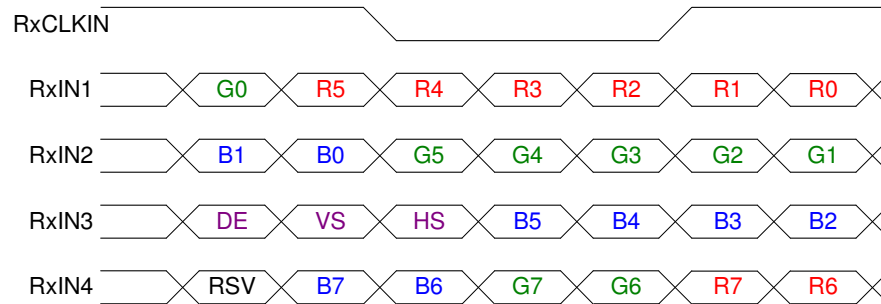 RxCLKIN
RxIN1 G0 R5 R4 R3 R2 R1 R0
RxIN2 B1 B0 G5 G4 G3 G2 G1
RxIN3 DE VS HS B5 B4 B3 B2
RxIN4 RSV B7 B6 G7 G6 R7 R6